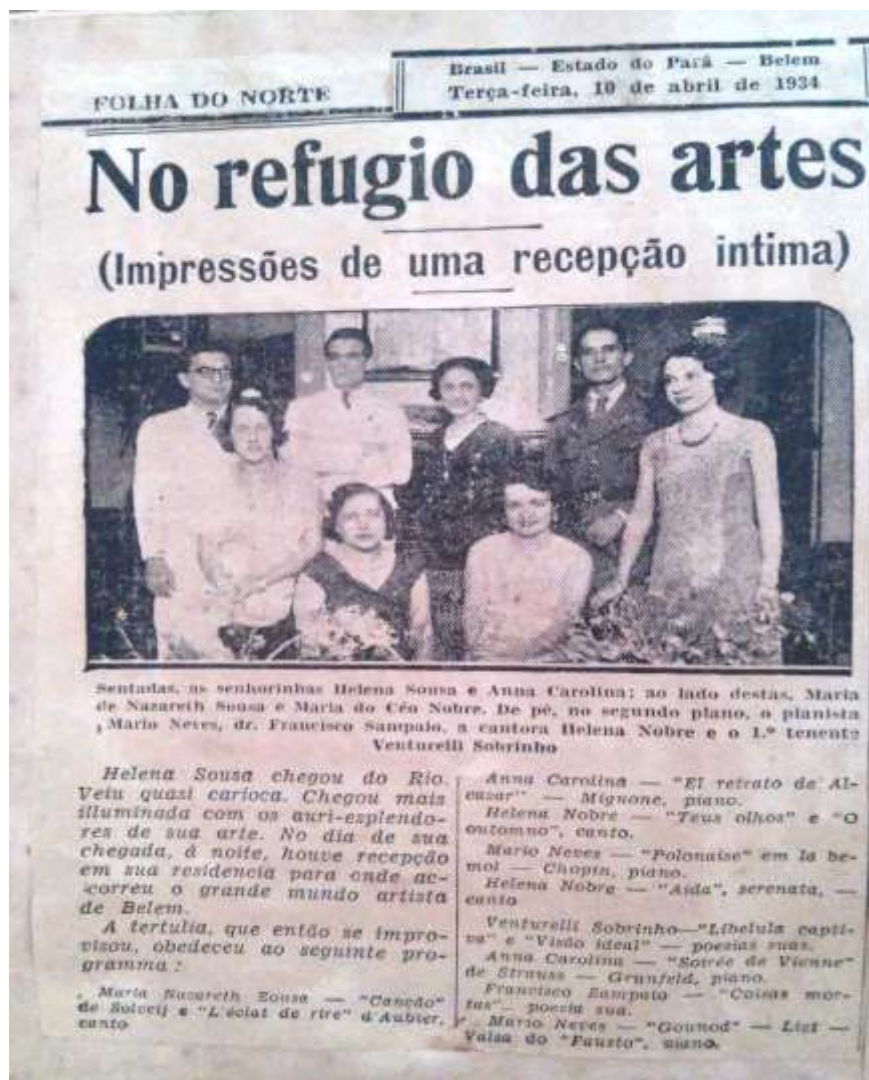 FOLHA DO NORTE
Brasil — Estado do Pará — Belem
Terça-feira, 10 de abril de 1934
No refugio das artes
(Impressões de uma recepção intima)
Sentadas, as senhorinhas Helena Sousa e Anna Carolina; ao lado destas, Maria
de Nazareth Sousa e Maria do Céo Nobre. De pé, no segundo plano, o pianista
Mario Neves, dr. Francisco Sampaio, a cantora Helena Nobre e o 1.º tenente
Venturelli Sobrinho
Helena Sousa chegou do Rio.
Veiu quasi carioca. Chegou mais
illuminada com os auri-esplendo-
res de sua arte. No dia de sua
chegada, á noite, houve recepção
em sua residencia para onde ac-
correu o grande mundo artista
de Belem.
A tertulia, que então se impro-
visou, obedeceu ao seguinte pro-
gramma:
Maria Nazareth Sousa — "Canção"
de Solveij e "L'éclat de rire" d'Aubier,
canto
Anna Carolina — "El retrato de Al-
cazar" — Mignone, piano.
Helena Nobre — "Teus olhos" e "O
outomno", canto.
Mario Neves — "Polonaise" em la be-
mol — Chopin, piano.
Helena Nobre — "Aida", serenata, —
canto
Venturelli Sobrinho — "Libelula capti-
va" e "Visão ideal" — poesias suas.
Anna Carolina — "Soirée de Vienne"
de Strauss — Grunfeld, piano.
Francisco Sampaio — "Coisas mor-
tas" — poesia sua.
Mario Neves — "Gounod" — Lizt —
Valsa do "Fausto", piano.